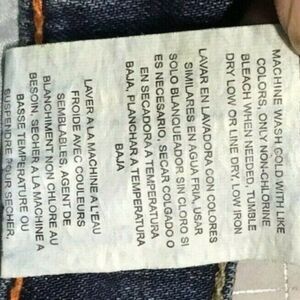 MACHINE WASH COLD WITH LIKE
COLORS, ONLY NON-CHLORINE
BLEACH WHEN NEEDED, TUMBLE
DRY LOW OR LINE DRY, LOW IRON
LAVAR EN LAVADORA CON COLORES
SIMILARES EN AGUA FRIA, USAR
SOLO BLANQUEADOR SIN CLORO SI
ES NECESARIO, SECAR COLGADO O
EN SECADORA A TEMPERATURA
BAJA, PLANCHAR A TEMPERATURA
BAJA
LAVER A LA MACHINE A L'EAU
FROIDE AVEC COULEURS
SEMBLABLES, AGENT DE
BLANCHIMENT NON CHLORE AU
BESOIN, SECHER A LA MACHINE A
BASSE TEMPERATURE OU
SUSPENDRE POUR SECHER,